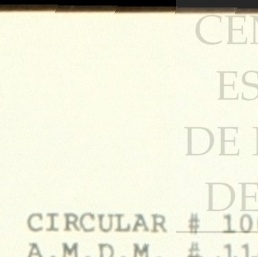 CEN
ES
DE
DE
CIRCULAR # 10
A.M.D.M. # 11